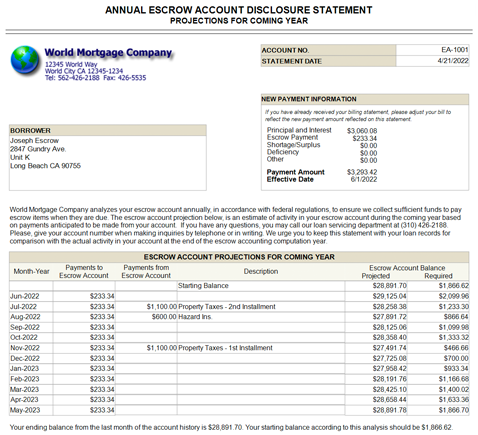 ANNUAL ESCROW ACCOUNT DISCLOSURE STATEMENT
PROJECTIONS FOR COMING YEAR
World Mortgage Company
12345 World Way
World City CA 12345-1234
Tel: 562-426-2188 Fax: 426-5535
ACCOUNT NO. EA-1001
STATEMENT DATE 4/21/2022
NEW PAYMENT INFORMATION
If you have already received your billing statement, please adjust your bill to
reflect the new payment amount reflected on this statement.
Principal and Interest $3,060.08
Escrow Payment $233.34
Shortage/Surplus $0.00
Deficiency $0.00
Other $0.00
Payment Amount $3,293.42
Effective Date 6/1/2022
BORROWER
Joseph Escrow
2847 Gundry Ave.
Unit K
Long Beach CA 90755
World Mortgage Company analyzes your escrow account annually, in accordance with federal regulations, to ensure we collect sufficient funds to pay
escrow items when they are due. The escrow account projection below, is an estimate of activity in your escrow account during the coming year based
on payments anticipated to be made from your account. If you have any questions, you may call our loan servicing department at (310) 426-2188.
Please, give your account number when making inquiries by telephone or in writing. We urge you to keep this statement with your loan records for
comparison with the actual activity in your account at the end of the escrow accounting computation year.
ESCROW ACCOUNT PROJECTIONS FOR COMING YEAR
Month-Year Payments to Escrow Account Payments from Escrow Account Description Escrow Account Balance Projected Required
Starting Balance $28,891.70 $1,866.62
Jun-2022 $233.34 $29,125.04 $2,099.96
Jul-2022 $233.34 $1,100.00 Property Taxes - 2nd Installment $28,258.38 $1,233.30
Aug-2022 $233.34 $600.00 Hazard Ins. $27,891.72 $866.64
Sep-2022 $233.34 $28,125.06 $1,099.98
Oct-2022 $233.34 $28,358.40 $1,333.32
Nov-2022 $233.34 $1,100.00 Property Taxes - 1st Installment $27,491.74 $466.66
Dec-2022 $233.34 $27,725.08 $700.00
Jan-2023 $233.34 $27,958.42 $933.34
Feb-2023 $233.34 $28,191.76 $1,166.68
Mar-2023 $233.34 $28,425.10 $1,400.02
Apr-2023 $233.34 $28,658.44 $1,633.36
May-2023 $233.34 $28,891.78 $1,866.70
Your ending balance from the last month of the account history is $28,891.70. Your starting balance according to this analysis should be $1,866.62.